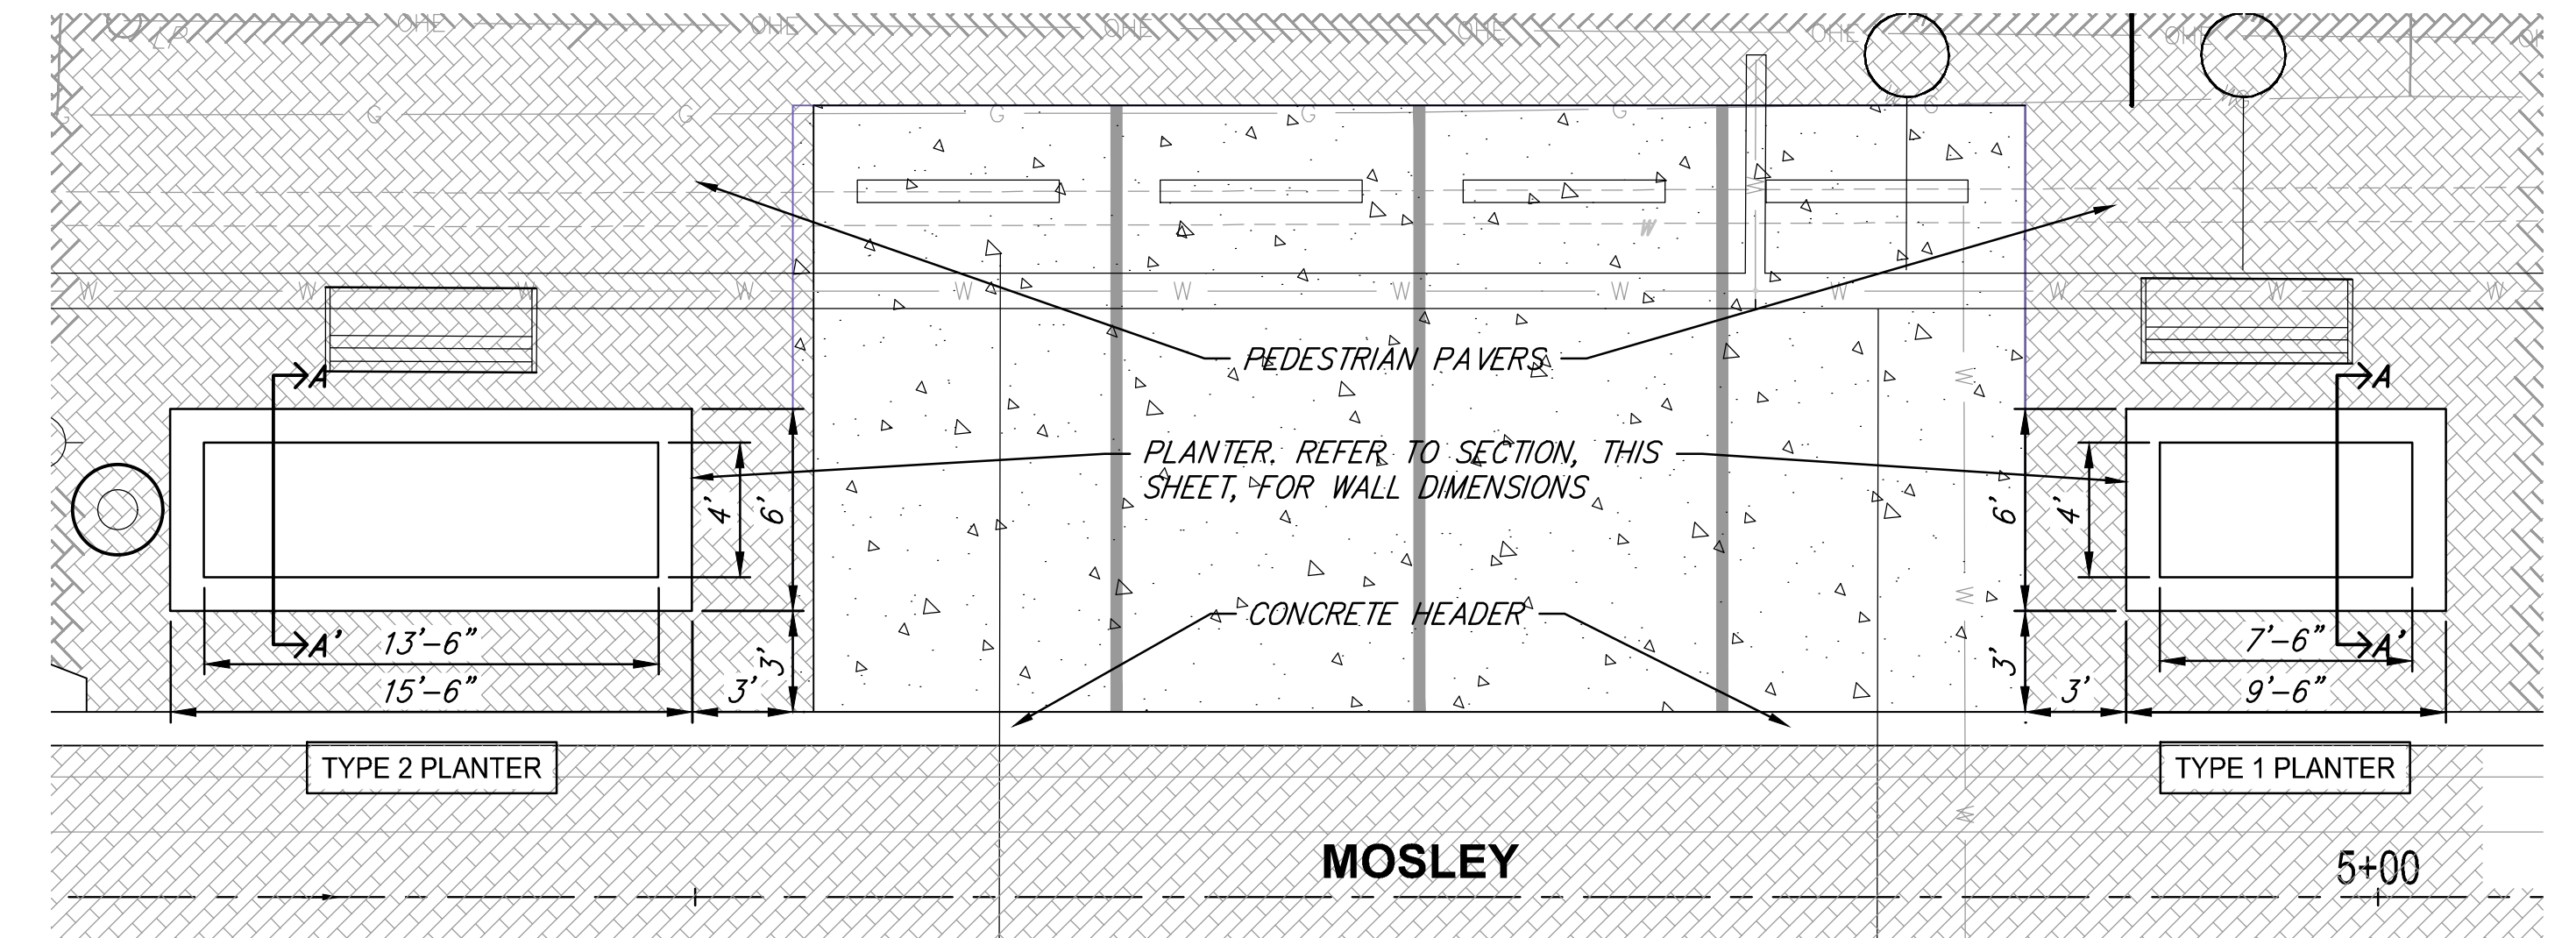 LP OHE OHE OHE OHE OHE OHE OH
G G G G G G G
W
W
W W W W W W W W W W W W
PEDESTRIAN PAVERS
A A
W
PLANTER. REFER TO SECTION, THIS
SHEET, FOR WALL DIMENSIONS
4' 6' 6' 4'
W
CONCRETE HEADER
A' 13'-6" 3' 3' W 7'-6" A'
15'-6" 3' 3' 9'-6"
TYPE 2 PLANTER TYPE 1 PLANTER
W
MOSLEY 5+00